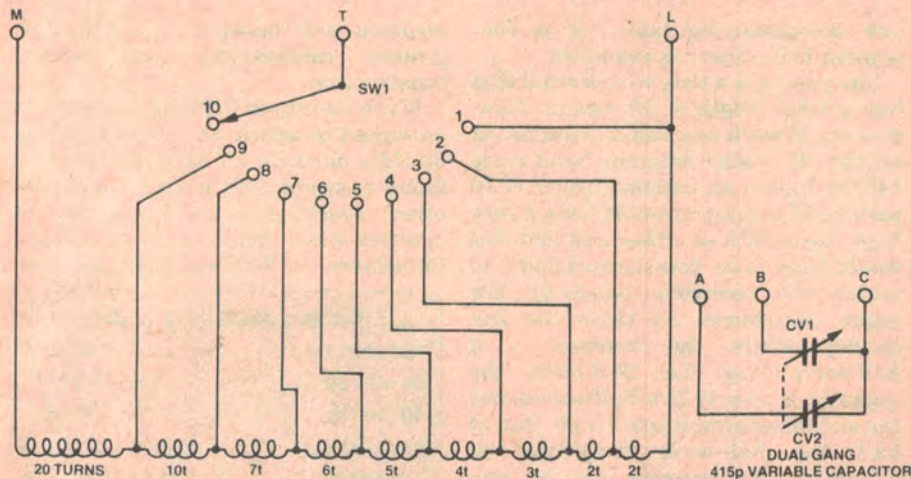 M T L
SW1
10
9
8
7
6
5
4
3
2
1
A B C
CV1
CV2
20 TURNS 10t 7t 6t 5t 4t 3t 2t 2t
DUAL GANG
415p VARIABLE CAPACITOR